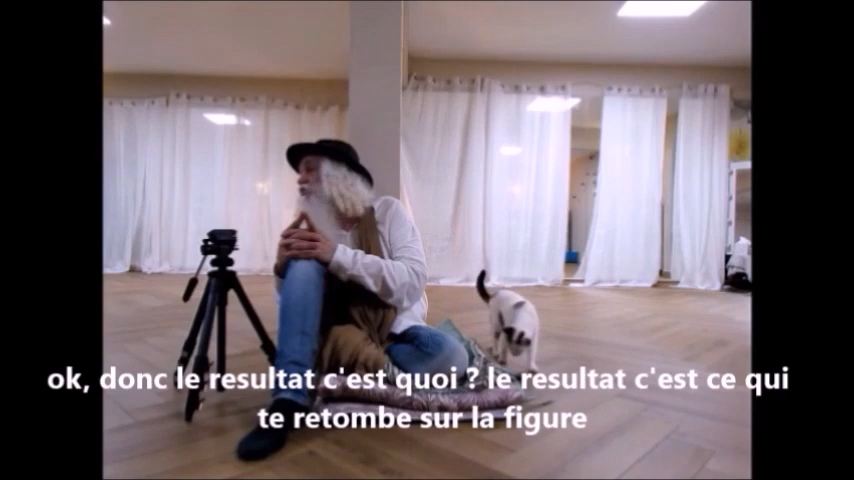 ok, donc le resultat c'est quoi ? le resultat c'est ce qui
te retombe sur la figure